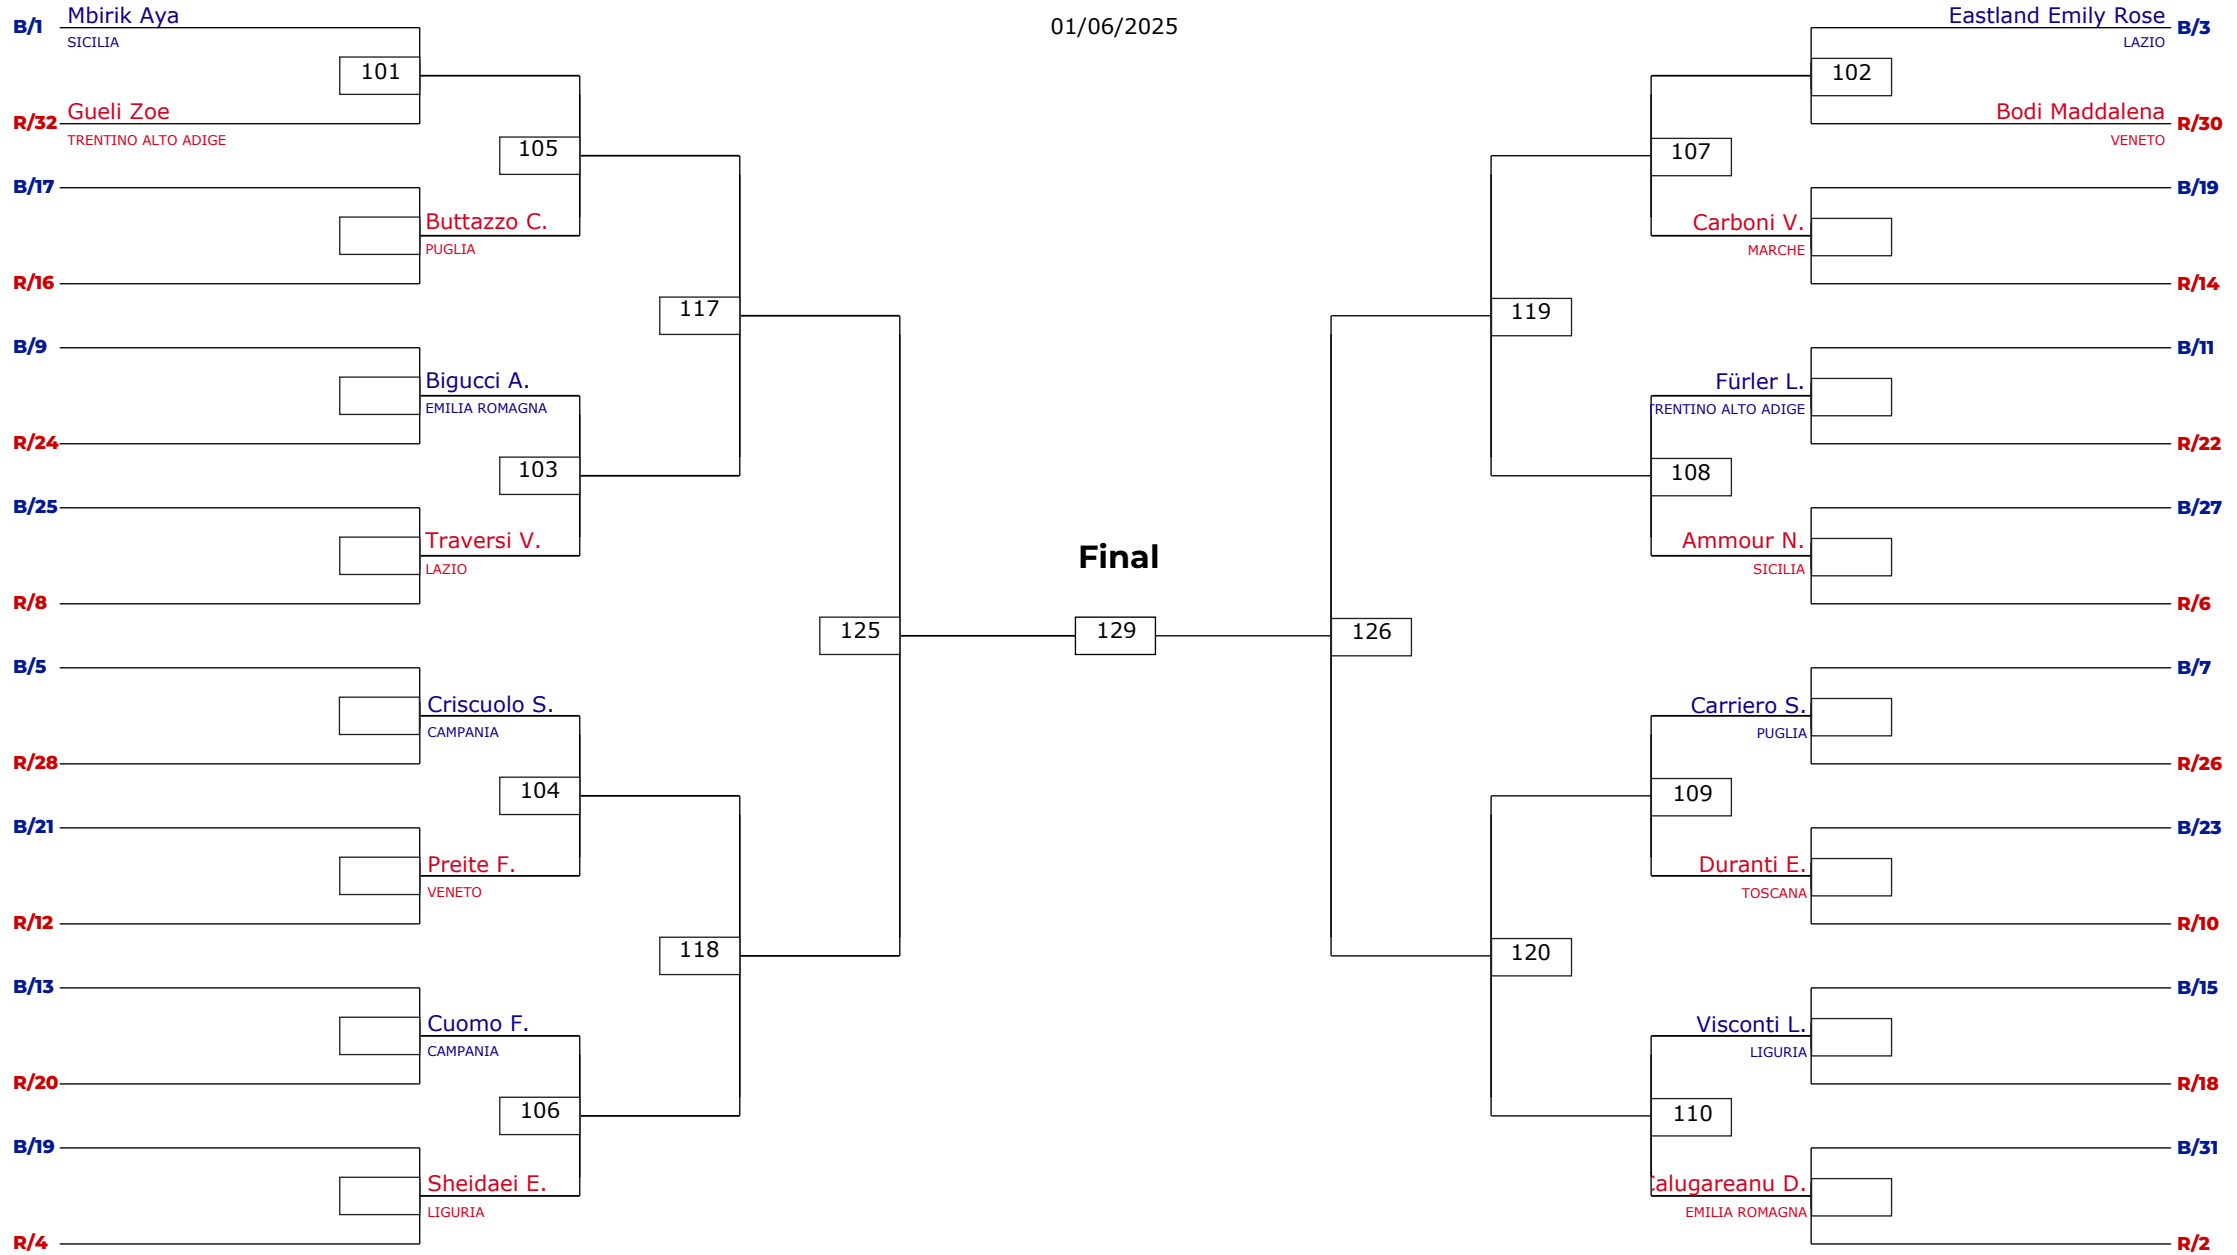 01/06/2025
B/1 Mbirik Aya
SICILIA
101
R/32 Gueli Zoe
TRENTINO ALTO ADIGE
105
B/17
Buttazzo C.
PUGLIA
R/16
117
B/9
Bigucci A.
EMILIA ROMAGNA
R/24
103
B/25
Traversi V.
LAZIO
R/8
125
B/5
Criscuolo S.
CAMPANIA
R/28
104
B/21
Preite F.
VENETO
R/12
118
B/13
Cuomo F.
CAMPANIA
R/20
106
B/19
Sheidaei E.
LIGURIA
R/4
Final
129
Eastland Emily Rose B/3
LAZIO
102
Bodi Maddalena R/30
VENETO
107
B/19
Carboni V.
MARCHE
R/14
119
B/11
Fürler L.
TRENTINO ALTO ADIGE
R/22
108
B/27
Ammour N.
SICILIA
R/6
126
B/7
Carriero S.
PUGLIA
R/26
109
B/23
Duranti E.
TOSCANA
R/10
120
B/15
Visconti L.
LIGURIA
R/18
110
B/31
Calugareanu D.
EMILIA ROMAGNA
R/2